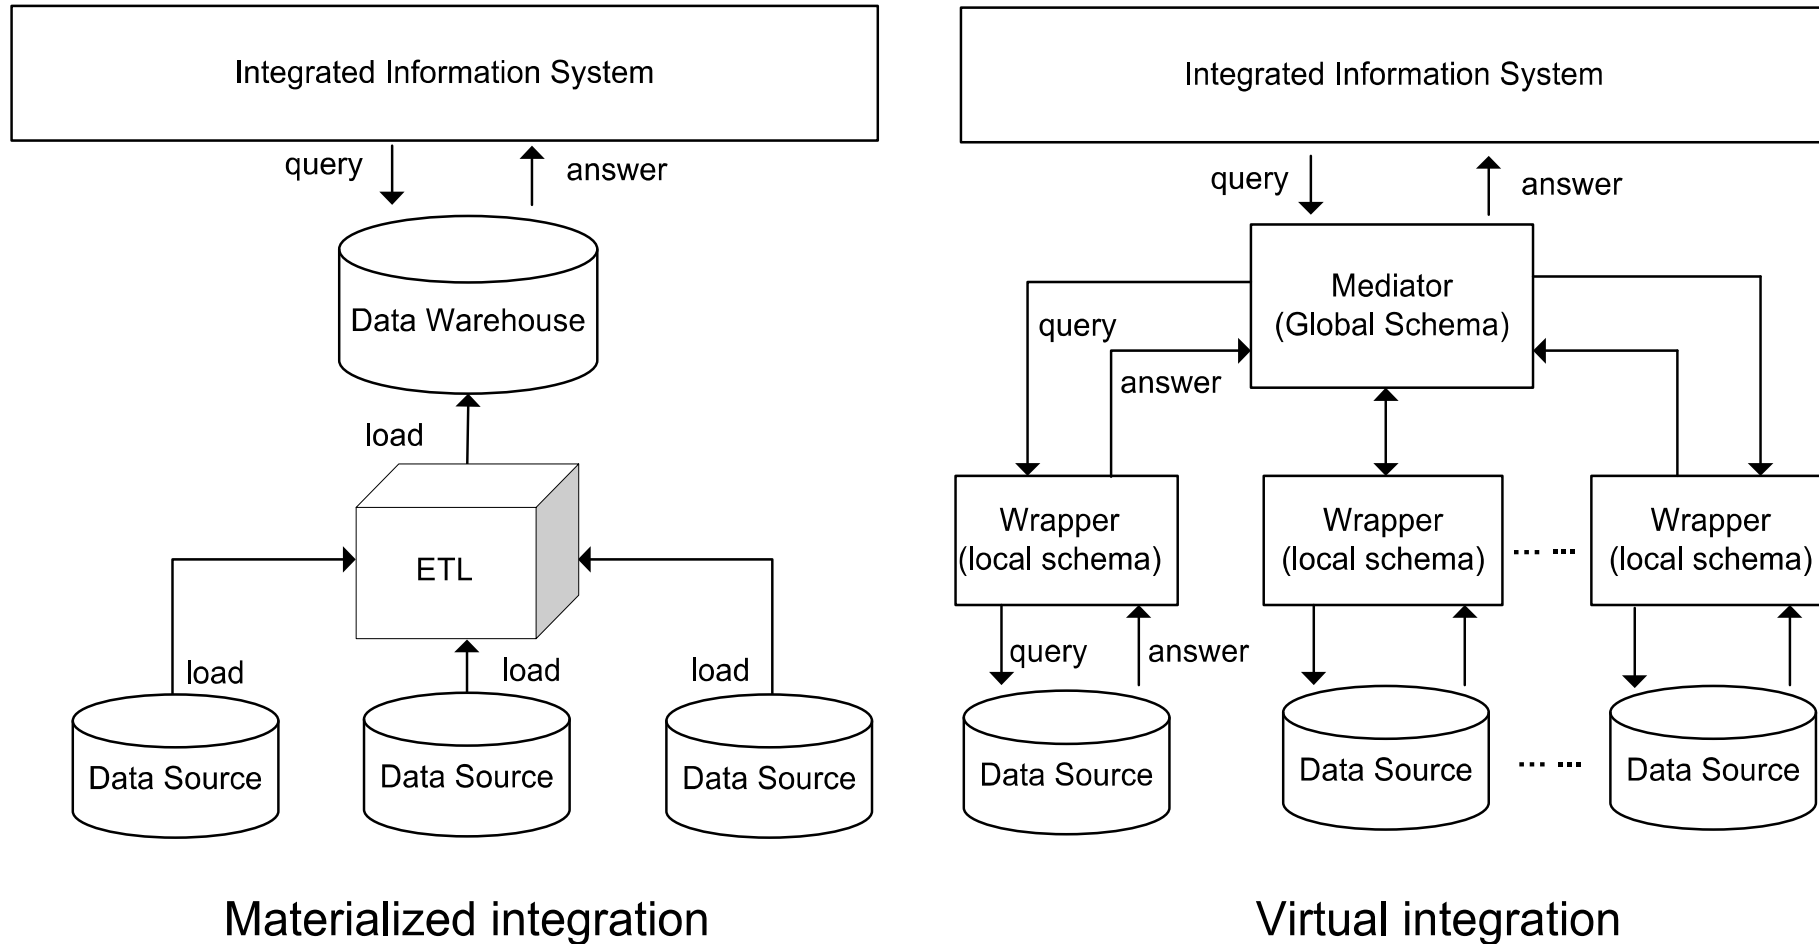 Integrated Information System
query
answer
Data Warehouse
load
ETL
load
load
load
Data Source
Data Source
Data Source
Materialized integration
Integrated Information System
query
answer
Mediator
(Global Schema)
query
answer
Wrapper
(local schema)
Wrapper
(local schema)
... ...
Wrapper
(local schema)
query
answer
Data Source
Data Source
... ...
Data Source
Virtual integration